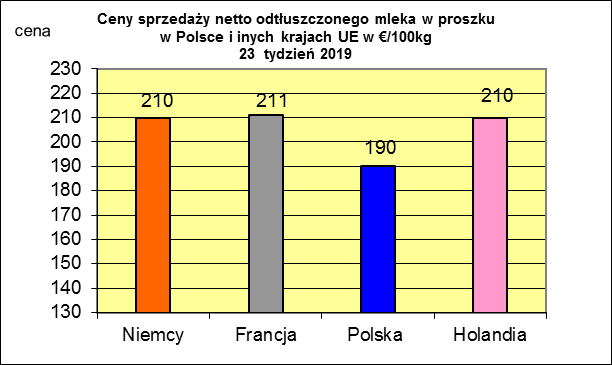 Ceny sprzedaży netto odtłuszczonego mleka w proszku
w Polsce i inych krajach UE w €/100kg
23 tydzień 2019
cena
230
220
210
200
190
180
170
160
150
140
130
210
211
190
210
Niemcy
Francja
Polska
Holandia